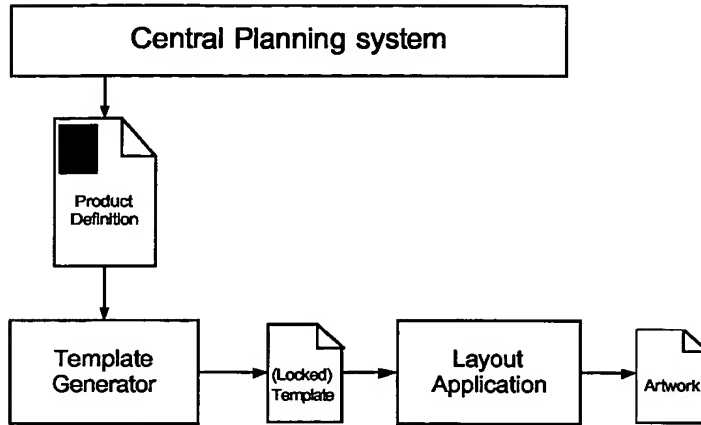 Central Planning system
Product
Definition
Template
Generator
(Locked)
Template
Layout
Application
Artwork